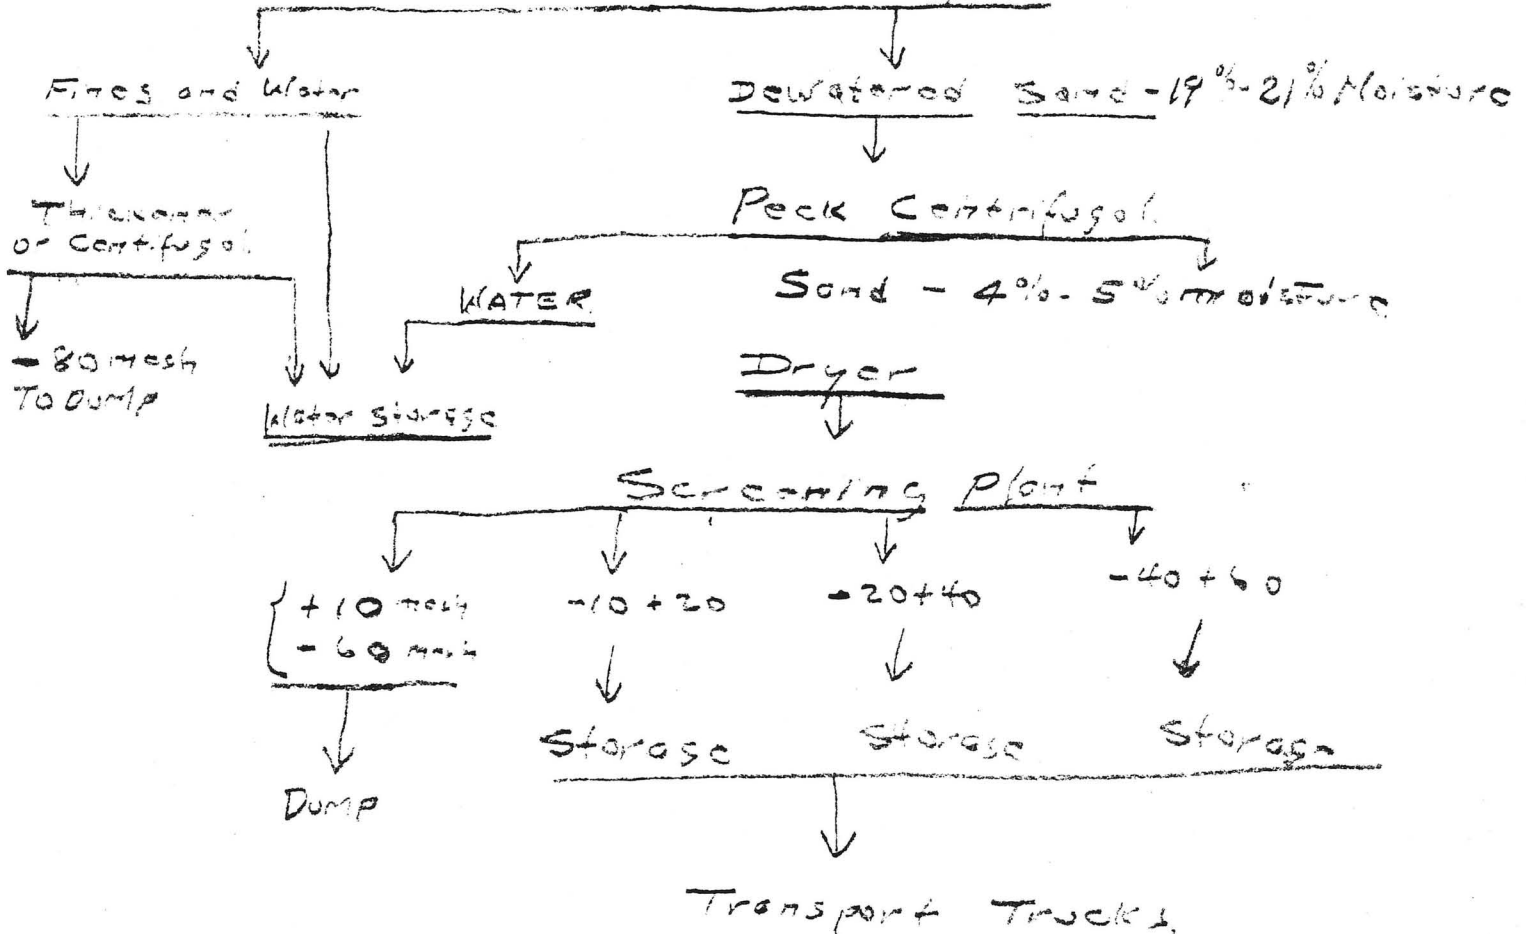 Fines and Water
Dewatered Sand - 19% - 21% Moisture
Thickener
or Centifugal
Peck Centrifugal
WATER
Sand - 4% - 5% moisture
- 80 mesh
To Dump
Water Storage
Dryer
Screening Plant
+10 mesh
- 60 mesh
-10 +20
-20+40
-40 +60
Storage
Storage
Storage
Dump
Transport Trucks.